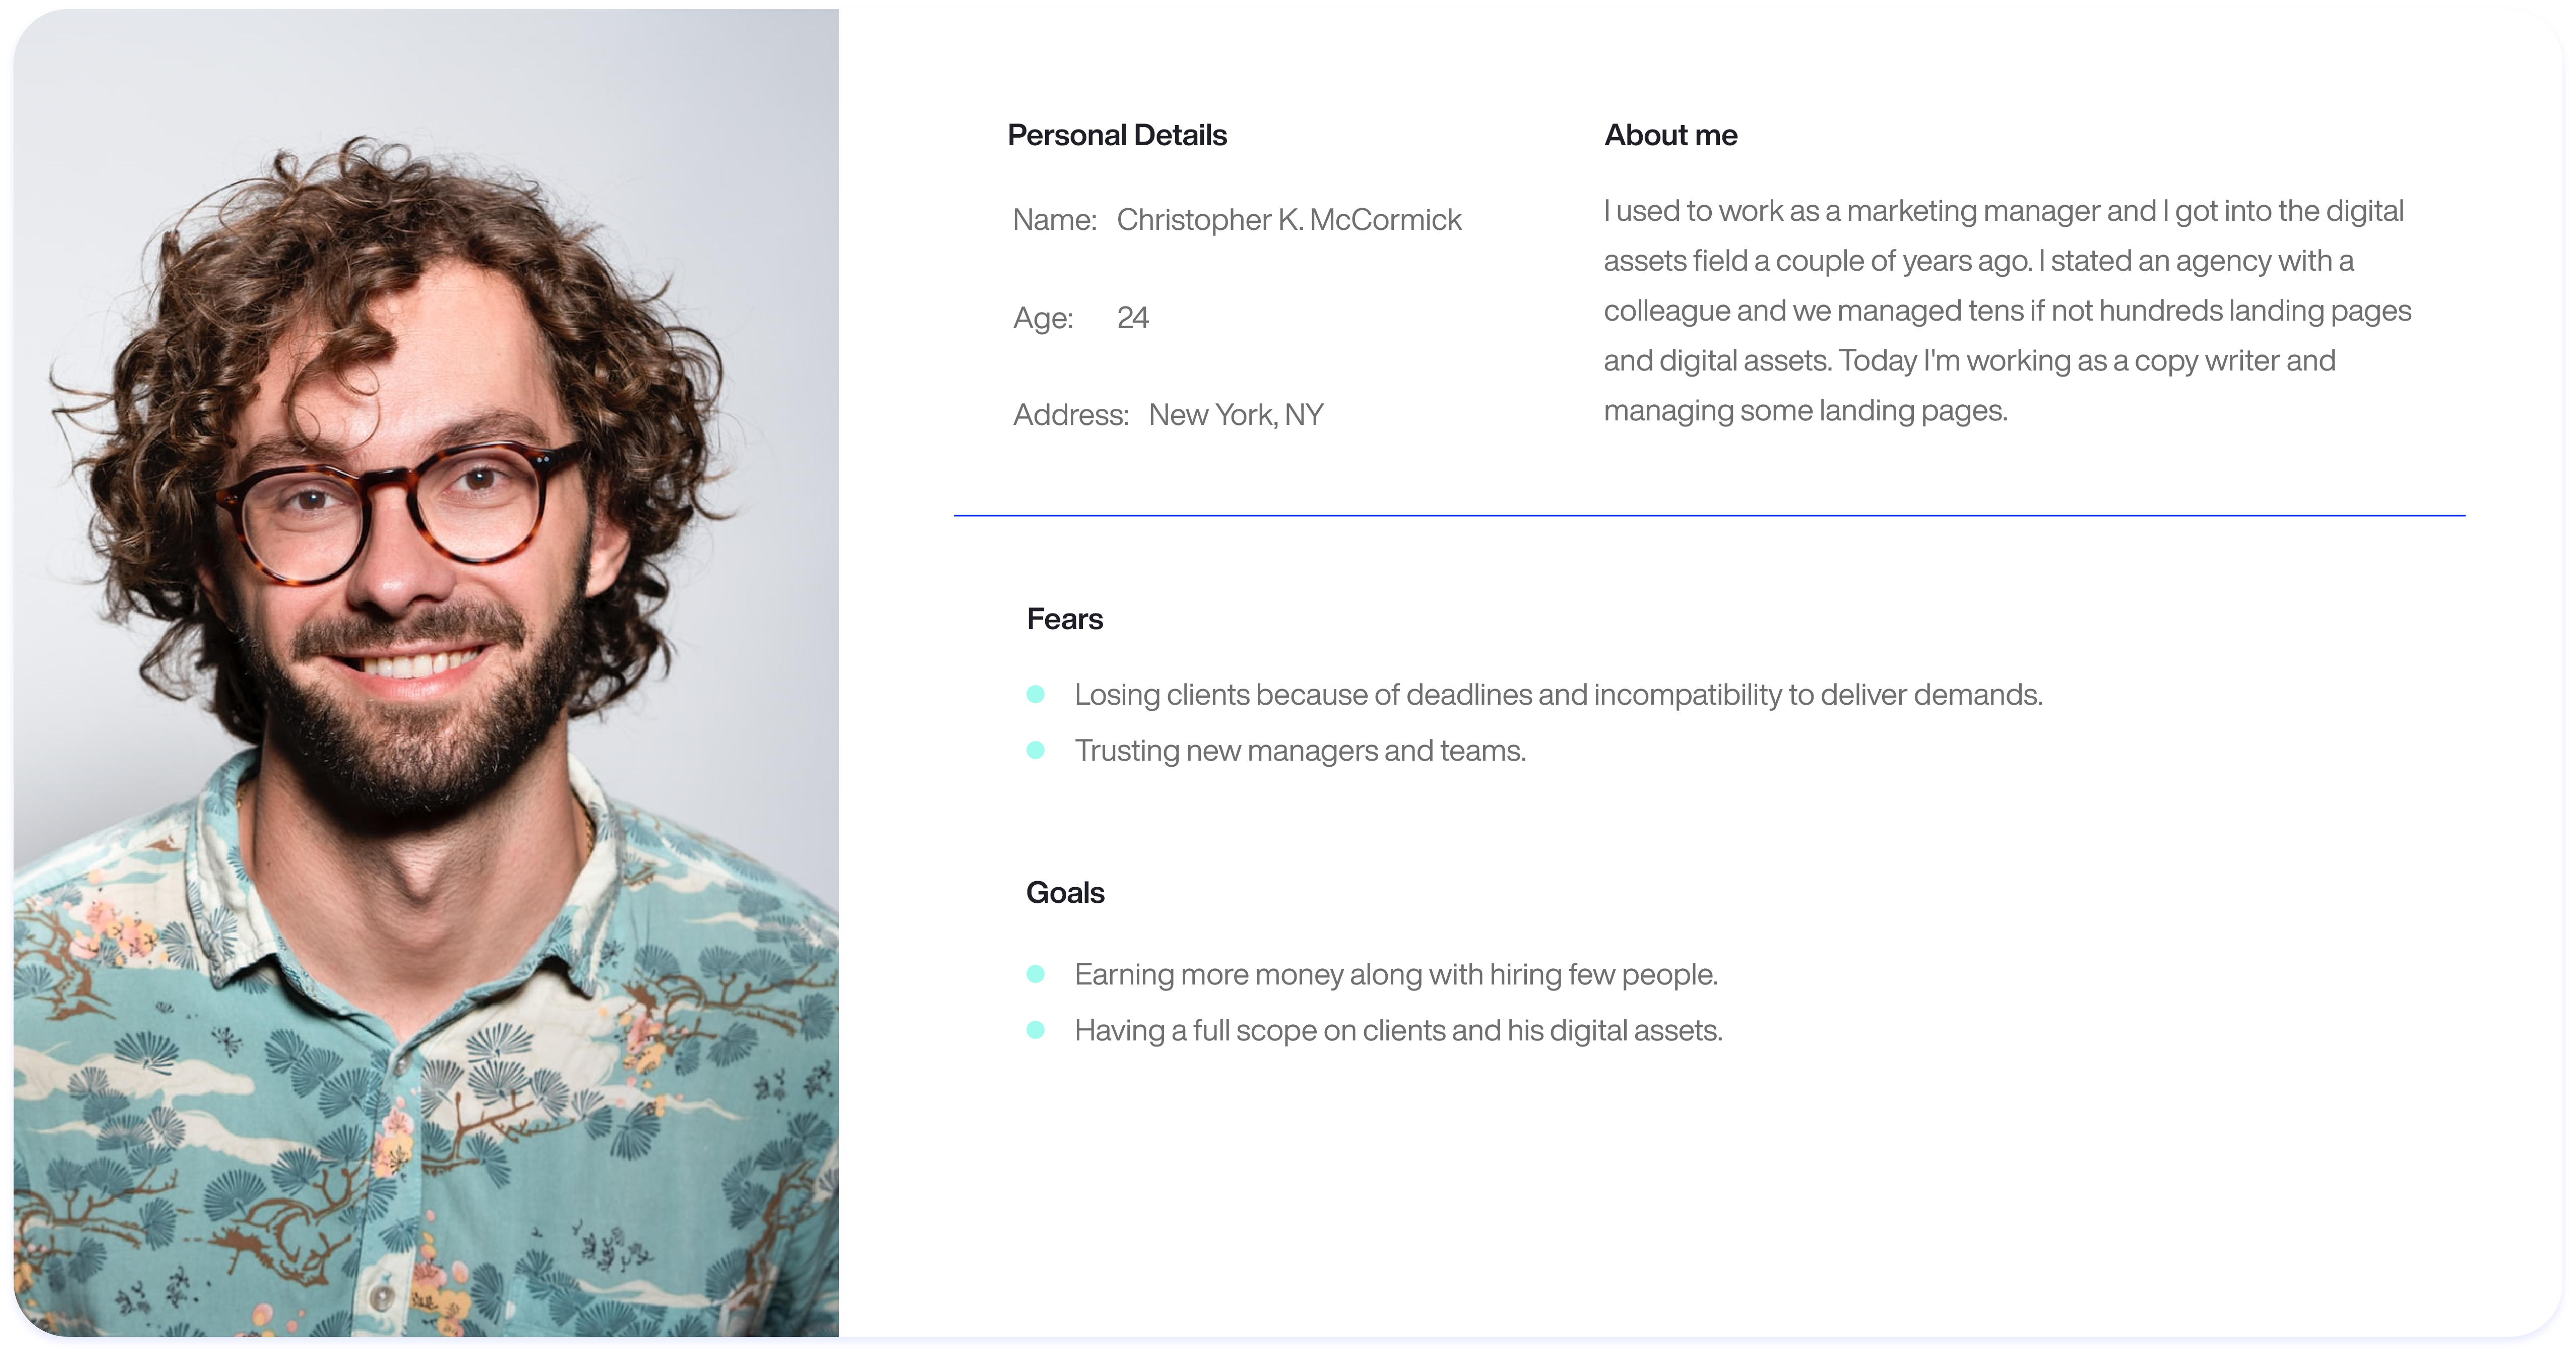 Personal Details
Name: Christopher K. McCormick
Age: 24
Address: New York, NY
About me
I used to work as a marketing manager and I got into the digital
assets field a couple of years ago. I stated an agency with a
colleague and we managed tens if not hundreds landing pages
and digital assets. Today I'm working as a copy writer and
managing some landing pages.
Fears
Losing clients because of deadlines and incompatibility to deliver demands.
Trusting new managers and teams.
Goals
Earning more money along with hiring few people.
Having a full scope on clients and his digital assets.